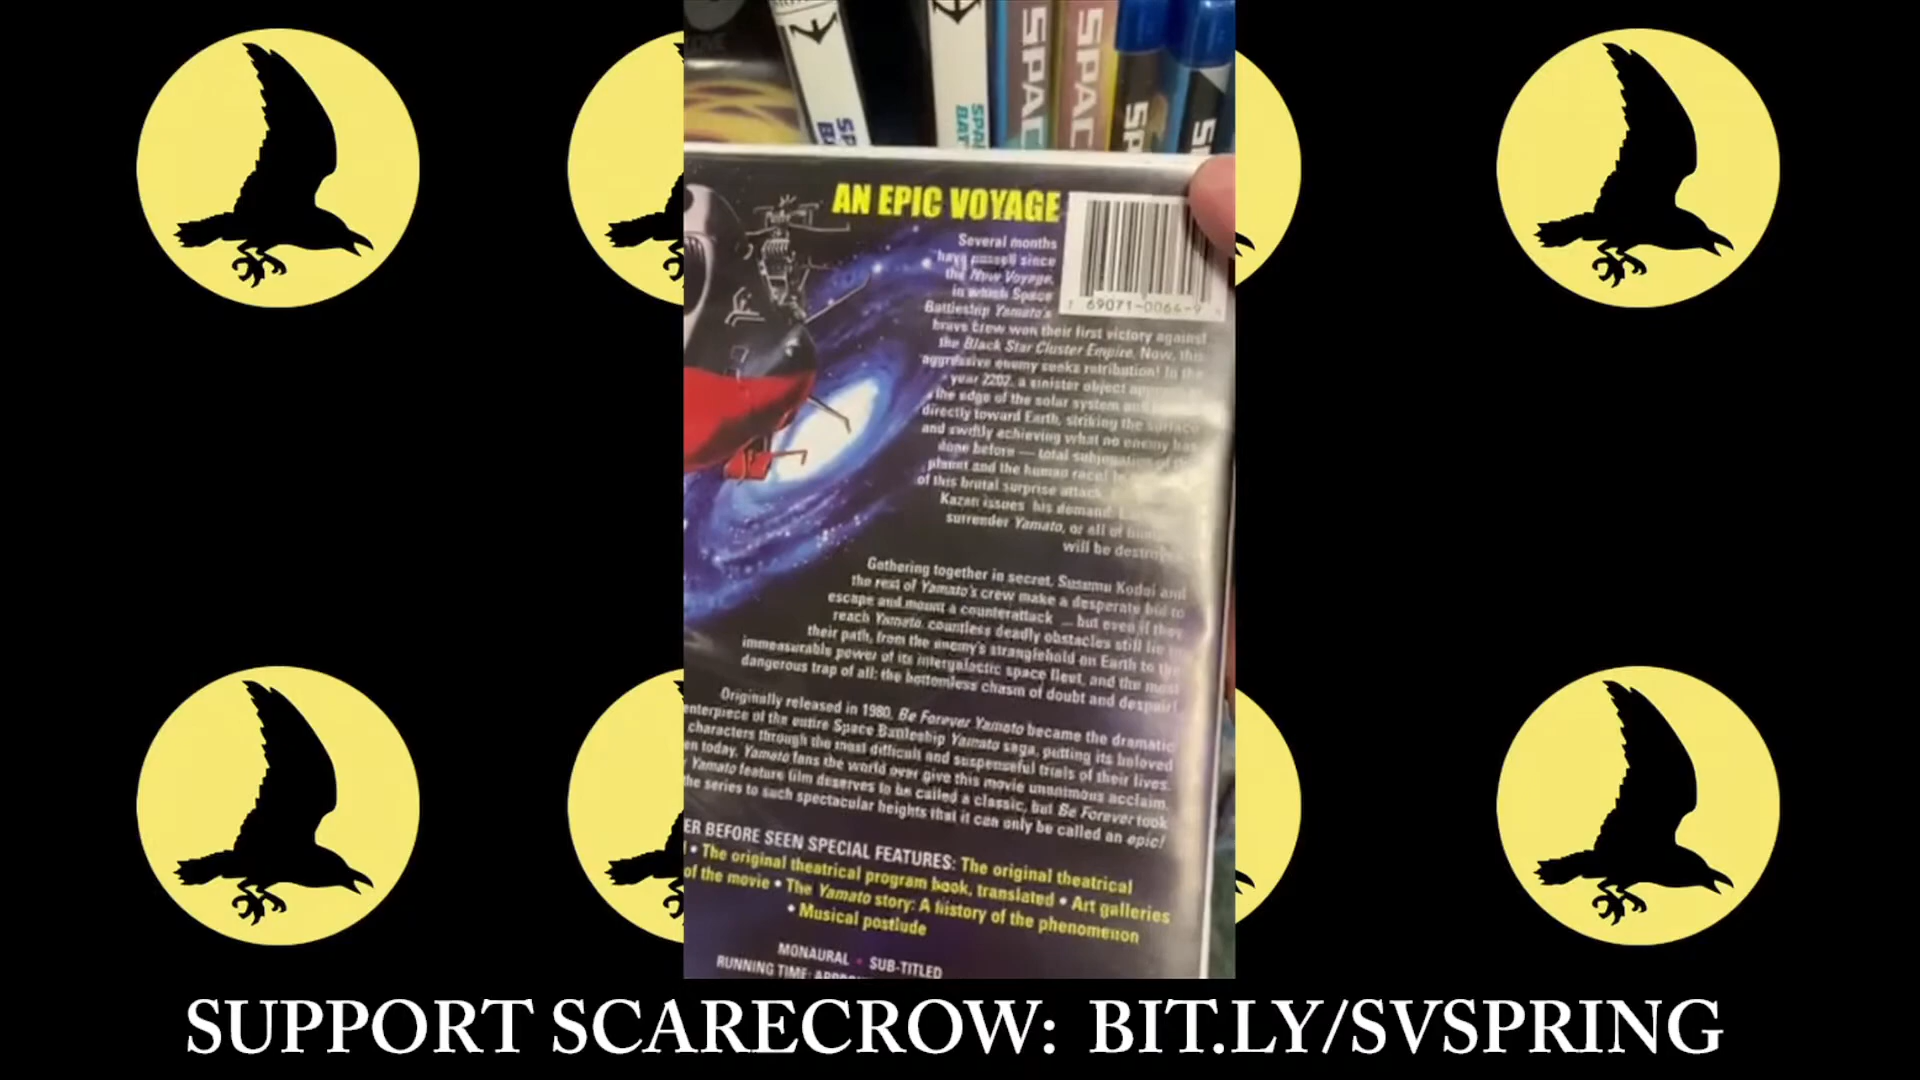 SPAC
SPAC
AN EPIC VOYAGE
Several months
have passed since
the New Voyage,
in which Space
Battleship Yamato's
69071-0064-9
brave crew won their first victory against
the Black Star Cluster Empire. Now, this
aggressive enemy seeks retribution! In the
year 2202, a sinister object
the edge of the solar system and
directly toward Earth, striking the surface
and swiftly achieving what no enemy has
done before — total subjugation of the
planet and the human race!
of this brutal surprise attack,
Kazan issues his demand:
surrender Yamato, or all of
will be destroyed
Gathering together in secret, Susumu Kodai and
the rest of Yamato's crew make a desperate bid to
escape and mount a counterattack ... but even if they
reach Yamato, countless deadly obstacles still lie
their path, from the enemy's stranglehold on Earth to the
immeasurable power of its intergalactic space fleet, and the most
dangerous trap of all: the bottomless chasm of doubt and despair!
Originally released in 1980, Be Forever Yamato became the dramatic
enterpiece of the entire Space Battleship Yamato saga, putting its beloved
characters through the most difficult and suspenseful trials of their lives.
en today, Yamato fans the world over give this movie unanimous acclaim.
Yamato feature film deserves to be called a classic, but Be Forever took
he series to such spectacular heights that it can only be called an epic!
ER BEFORE SEEN SPECIAL FEATURES: The original theatrical
• The original theatrical program book, translated • Art galleries
of the movie • The Yamato story: A history of the phenomenon
• Musical postlude
MONAURAL • SUB-TITLED
RUNNING TIME:
SUPPORT SCARECROW: BIT.LY/SVSPRING